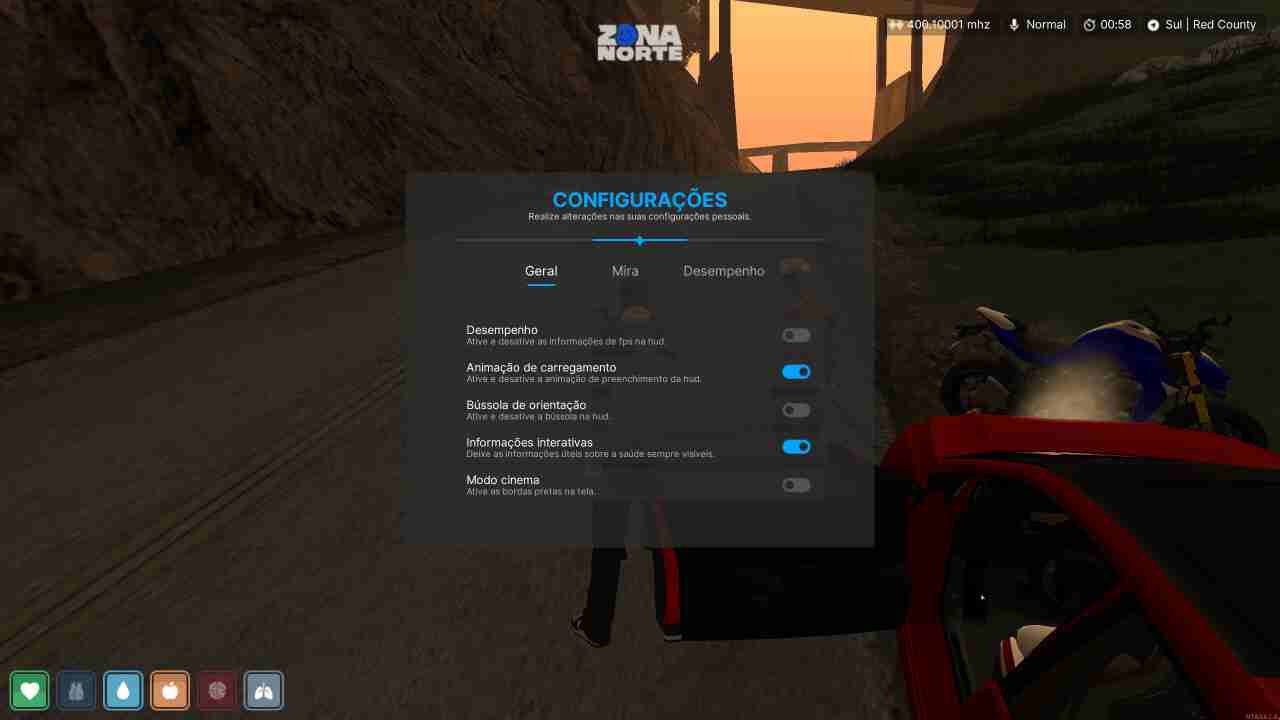 ZONA
NORTE
400.10001 mhz
Normal
00:58
Sul | Red County
CONFIGURAÇÕES
Realize alterações nas suas configurações pessoais.
Geral
Mira
Desempenho
Desempenho
Ative e desative as informações de fps na hud.
Animação de carregamento
Ative e desative a animação de preenchimento da hud.
Bússola de orientação
Ative e desative a bússola na hud.
Informações interativas
Deixe as informações úteis sobre a saúde sempre visíveis.
Modo cinema
Ative as bordas pretas na tela.